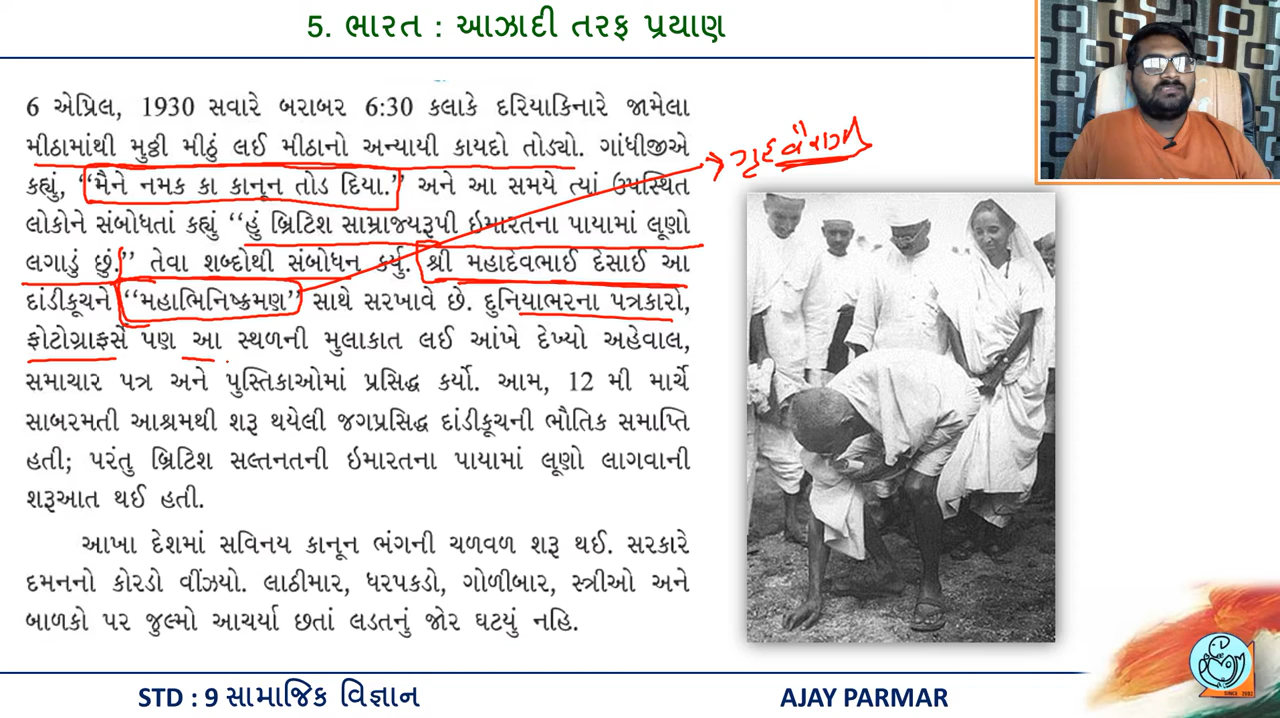 5. ભારત : આઝાદી તરફ પ્રયાણ
6 એપ્રિલ, 1930 સવારે બરાબર 6:30 કલાકે દરિયાકિનારે જામેલા
મીઠામાંથી મુઠ્ઠી મીઠું લઈ મીઠાનો અન્યાયી કાયદો તોડ્યો. ગાંધીજીએ
કહ્યું, “મૈને નમક કા કાનૂન તોડ દિયા.” અને આ સમયે ત્યાં ઉપસ્થિત
લોકોને સંબોધતાં કહ્યું “હું બ્રિટિશ સામ્રાજ્યરૂપી ઇમારતના પાયામાં લૂણો
લગાડું છું.” તેવા શબ્દોથી સંબોધન કર્યુ. શ્રી મહાદેવભાઈ દેસાઈ આ
દાંડીકૂચને “મહાભિનિષ્ક્રમણ” સાથે સરખાવે છે. દુનિયાભરના પત્રકારો,
ફોટોગ્રાફર્સે પણ આ સ્થળની મુલાકાત લઈ આંખે દેખ્યો અહેવાલ,
સમાચાર પત્ર અને પુસ્તિકાઓમાં પ્રસિદ્ધ કર્યો. આમ, 12 મી માર્ચે
સાબરમતી આશ્રમથી શરૂ થયેલી જગપ્રસિદ્ધ દાંડીકૂચની ભૌતિક સમાપ્તિ
હતી; પરંતુ બ્રિટિશ સલ્તનતની ઇમારતના પાયામાં લૂણો લાગવાની
શરૂઆત થઈ હતી.
આખા દેશમાં સવિનય કાનૂન ભંગની ચળવળ શરૂ થઈ. સરકારે
દમનનો કોરડો વીંઝયો. લાઠીમાર, ધરપકડો, ગોળીબાર, સ્ત્રીઓ અને
બાળકો પર જુલ્મો આચર્યા છતાં લડતનું જોર ઘટયું નહિ.
STD : 9 સામાજિક વિજ્ઞાન
AJAY PARMAR